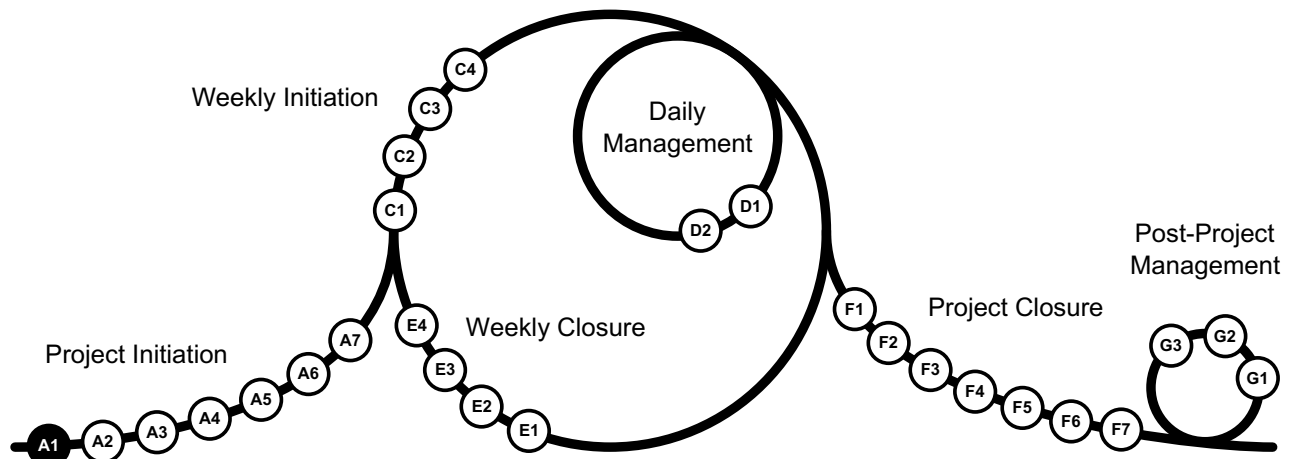 C4
Weekly Initiation
C3
C2
C1
Daily
Management
D1
D2
Post-Project
Management
Project Initiation
A1
A2
A3
A4
A5
A6
A7
Weekly Closure
E4
E3
E2
E1
Project Closure
F1
F2
F3
F4
F5
F6
F7
G3
G2
G1